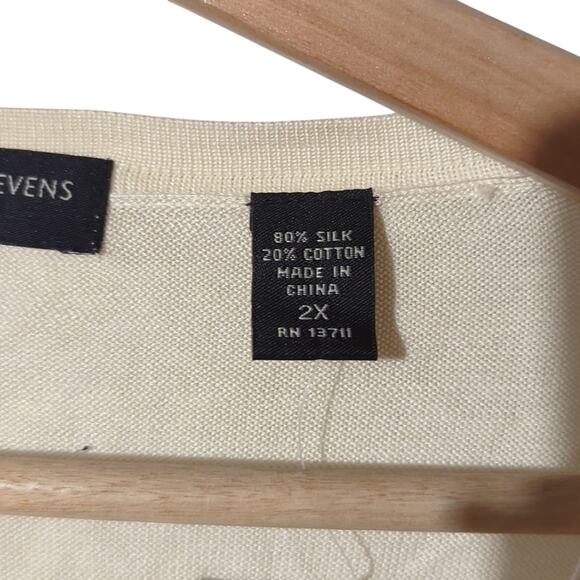 EVENS
80% SILK
20% COTTON
MADE IN
CHINA
2X
RN 13711